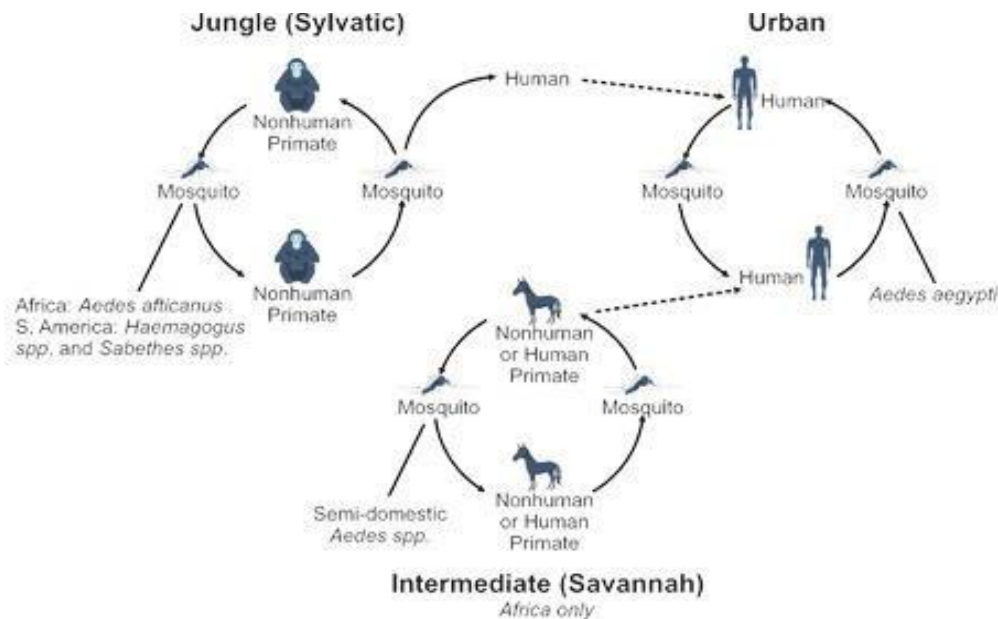 Jungle (Sylvatic)
Urban
Nonhuman
Primate
Human
Human
Mosquito
Mosquito
Mosquito
Mosquito
Nonhuman
Primate
Human
Africa: Aedes africanus
S. America: Haemagogus
spp. and Sabethes spp.
Aedes aegypti
Nonhuman
or Human
Primate
Mosquito
Mosquito
Semi-domestic
Aedes spp.
Nonhuman
or Human
Primate
Intermediate (Savannah)
Africa only